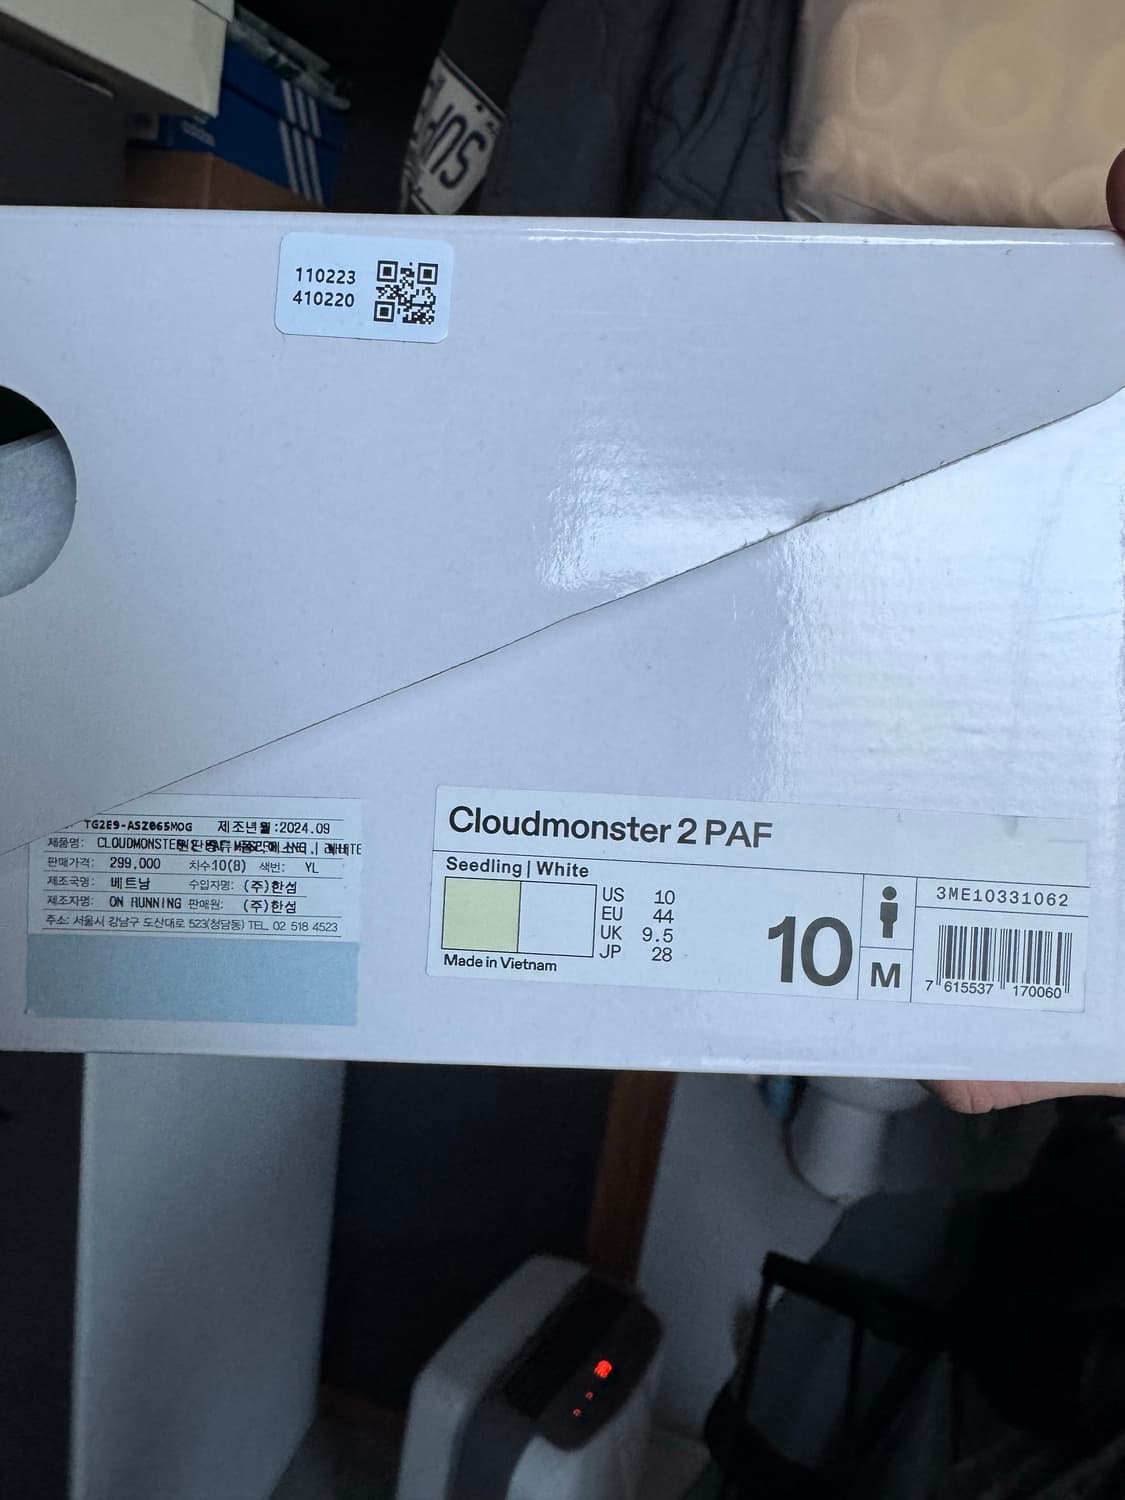 SUP
110223
410220
TG2E9-ASZ065MOG 제조년월:2024.09
제품명: CLOUDMONSTER
판매가격: 299,000 차수:10(8) 색번: YL
제조국명: 베트남 수입자명: (주)한섬
제조자명: ON RUNNING 판매원: (주)한섬
주소: 서울시 강남구 도산대로 523(청담동) TEL 02 518 4523
Cloudmonster 2 PAF
Seedling | White
US 10
EU 44
UK 9.5
JP 28
Made in Vietnam
10
M
3ME10331062
7 615537 170060